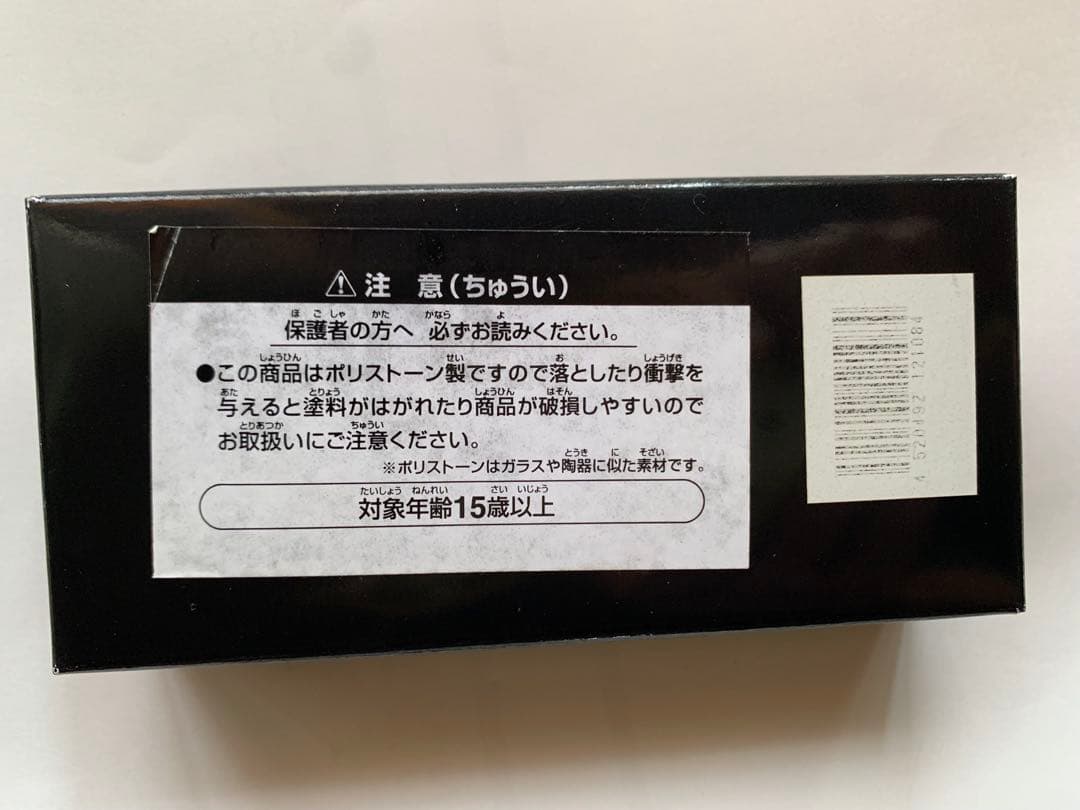 ⚠ 注 意(ちゅうい)
保護者の方へ 必ずお読みください。
●この商品はポリストーン製ですので落としたり衝撃を
与えると塗料がはがれたり商品が破損しやすいので
お取扱いにご注意ください。
※ポリストーンはガラスや陶器に似た素材です。
対象年齢15歳以上
4 520492 121084